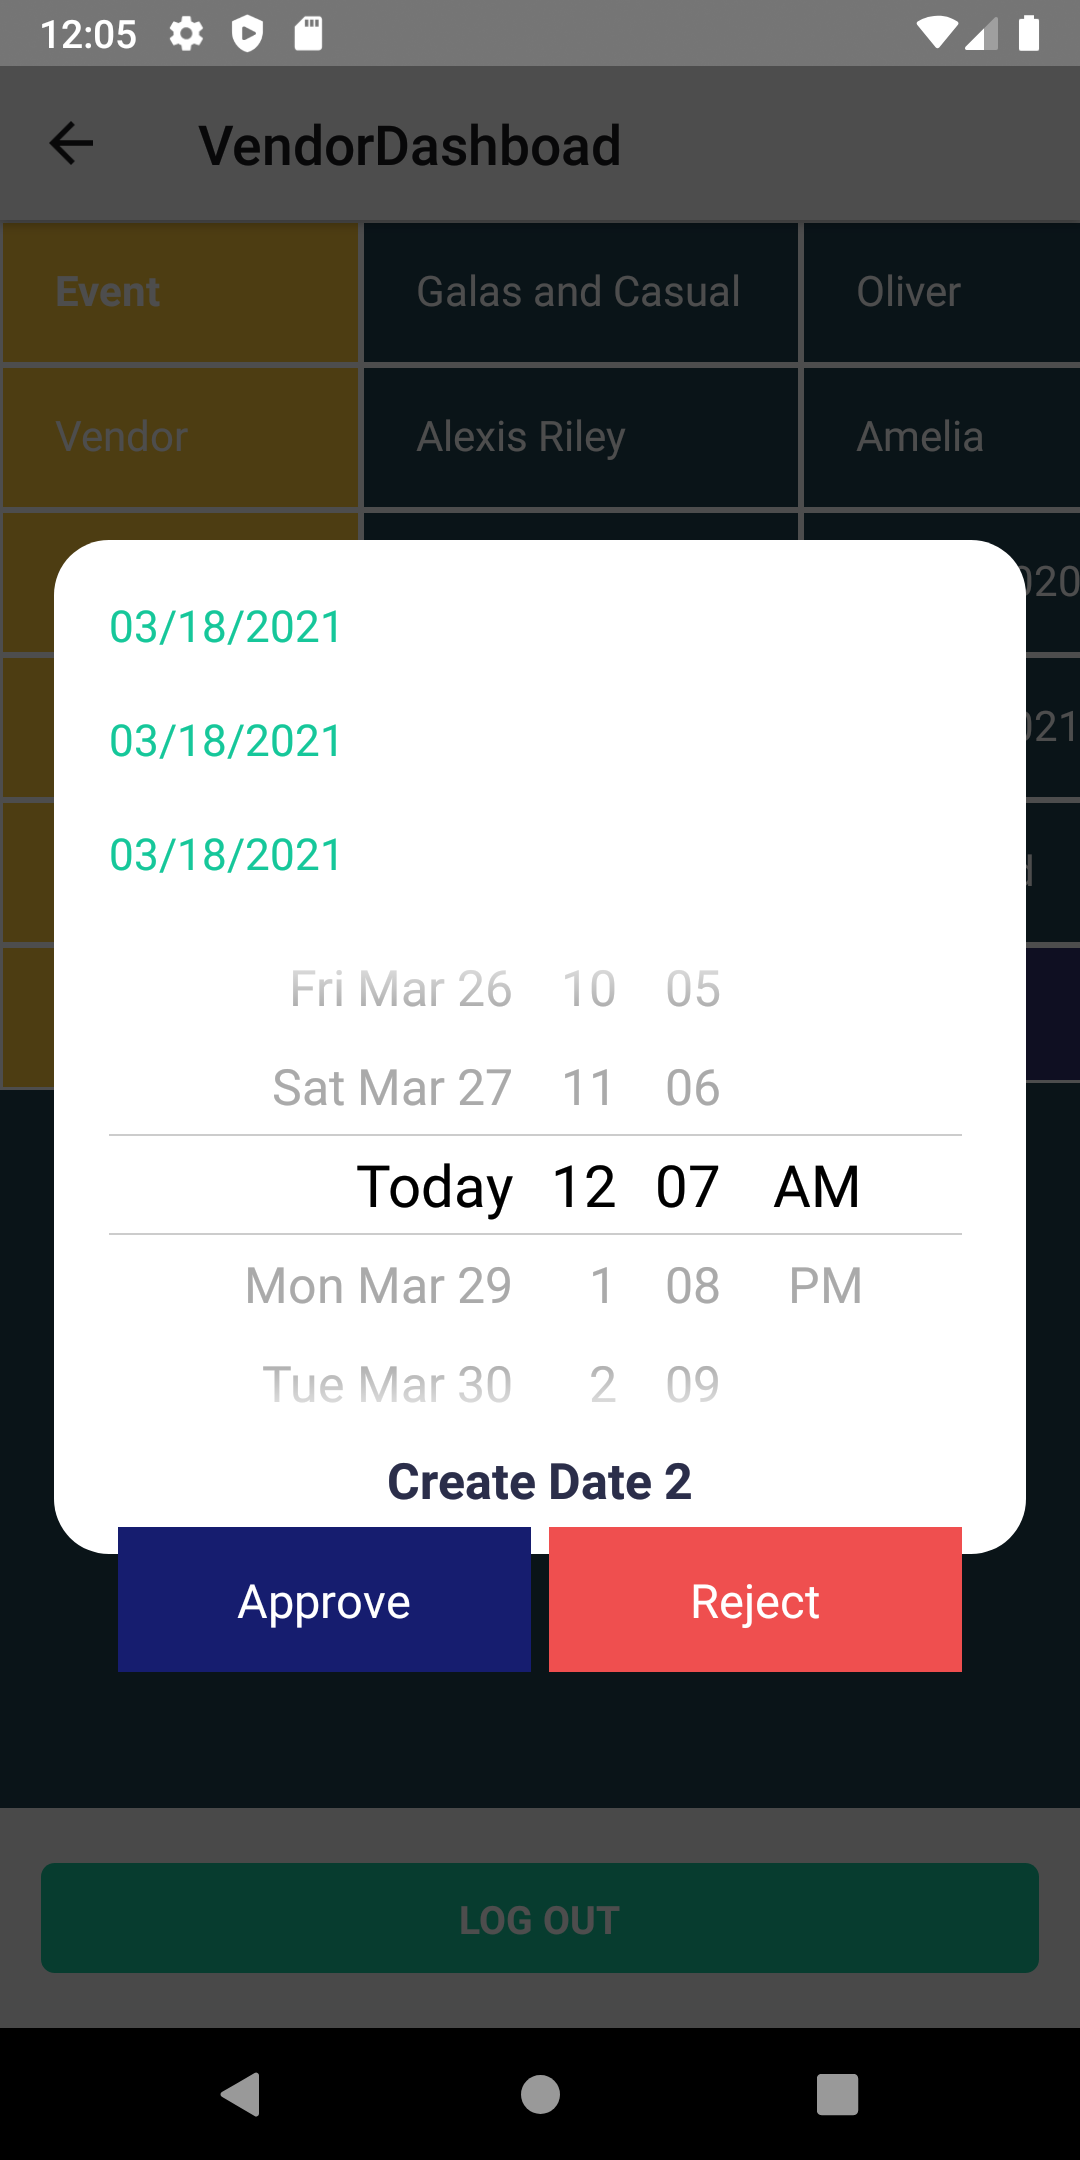 12:05
VendorDashboad
Event Galas and Casual Oliver
Vendor Alexis Riley Amelia
020
03/18/2021
021
03/18/2021
03/18/2021
Fri Mar 26 10 05
Sat Mar 27 11 06
Today 12 07 AM
Mon Mar 29 1 08 PM
Tue Mar 30 2 09
Create Date 2
Approve Reject
LOG OUT